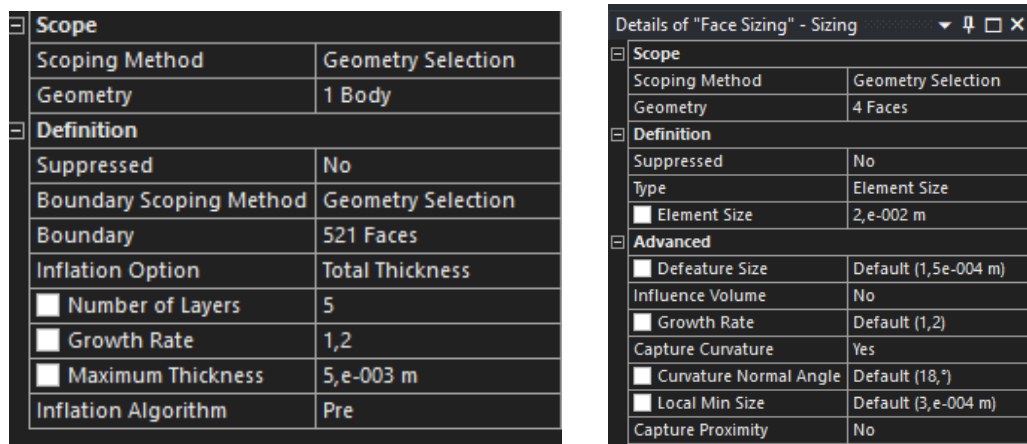 Scope
Scoping Method Geometry Selection
Geometry 1 Body
Definition
Suppressed No
Boundary Scoping Method Geometry Selection
Boundary 521 Faces
Inflation Option Total Thickness
Number of Layers 5
Growth Rate 1,2
Maximum Thickness 5,e-003 m
Inflation Algorithm Pre
Details of "Face Sizing" - Sizing
Scope
Scoping Method Geometry Selection
Geometry 4 Faces
Definition
Suppressed No
Type Element Size
Element Size 2,e-002 m
Advanced
Defeature Size Default (1,5e-004 m)
Influence Volume No
Growth Rate Default (1,2)
Capture Curvature Yes
Curvature Normal Angle Default (18,°)
Local Min Size Default (3,e-004 m)
Capture Proximity No